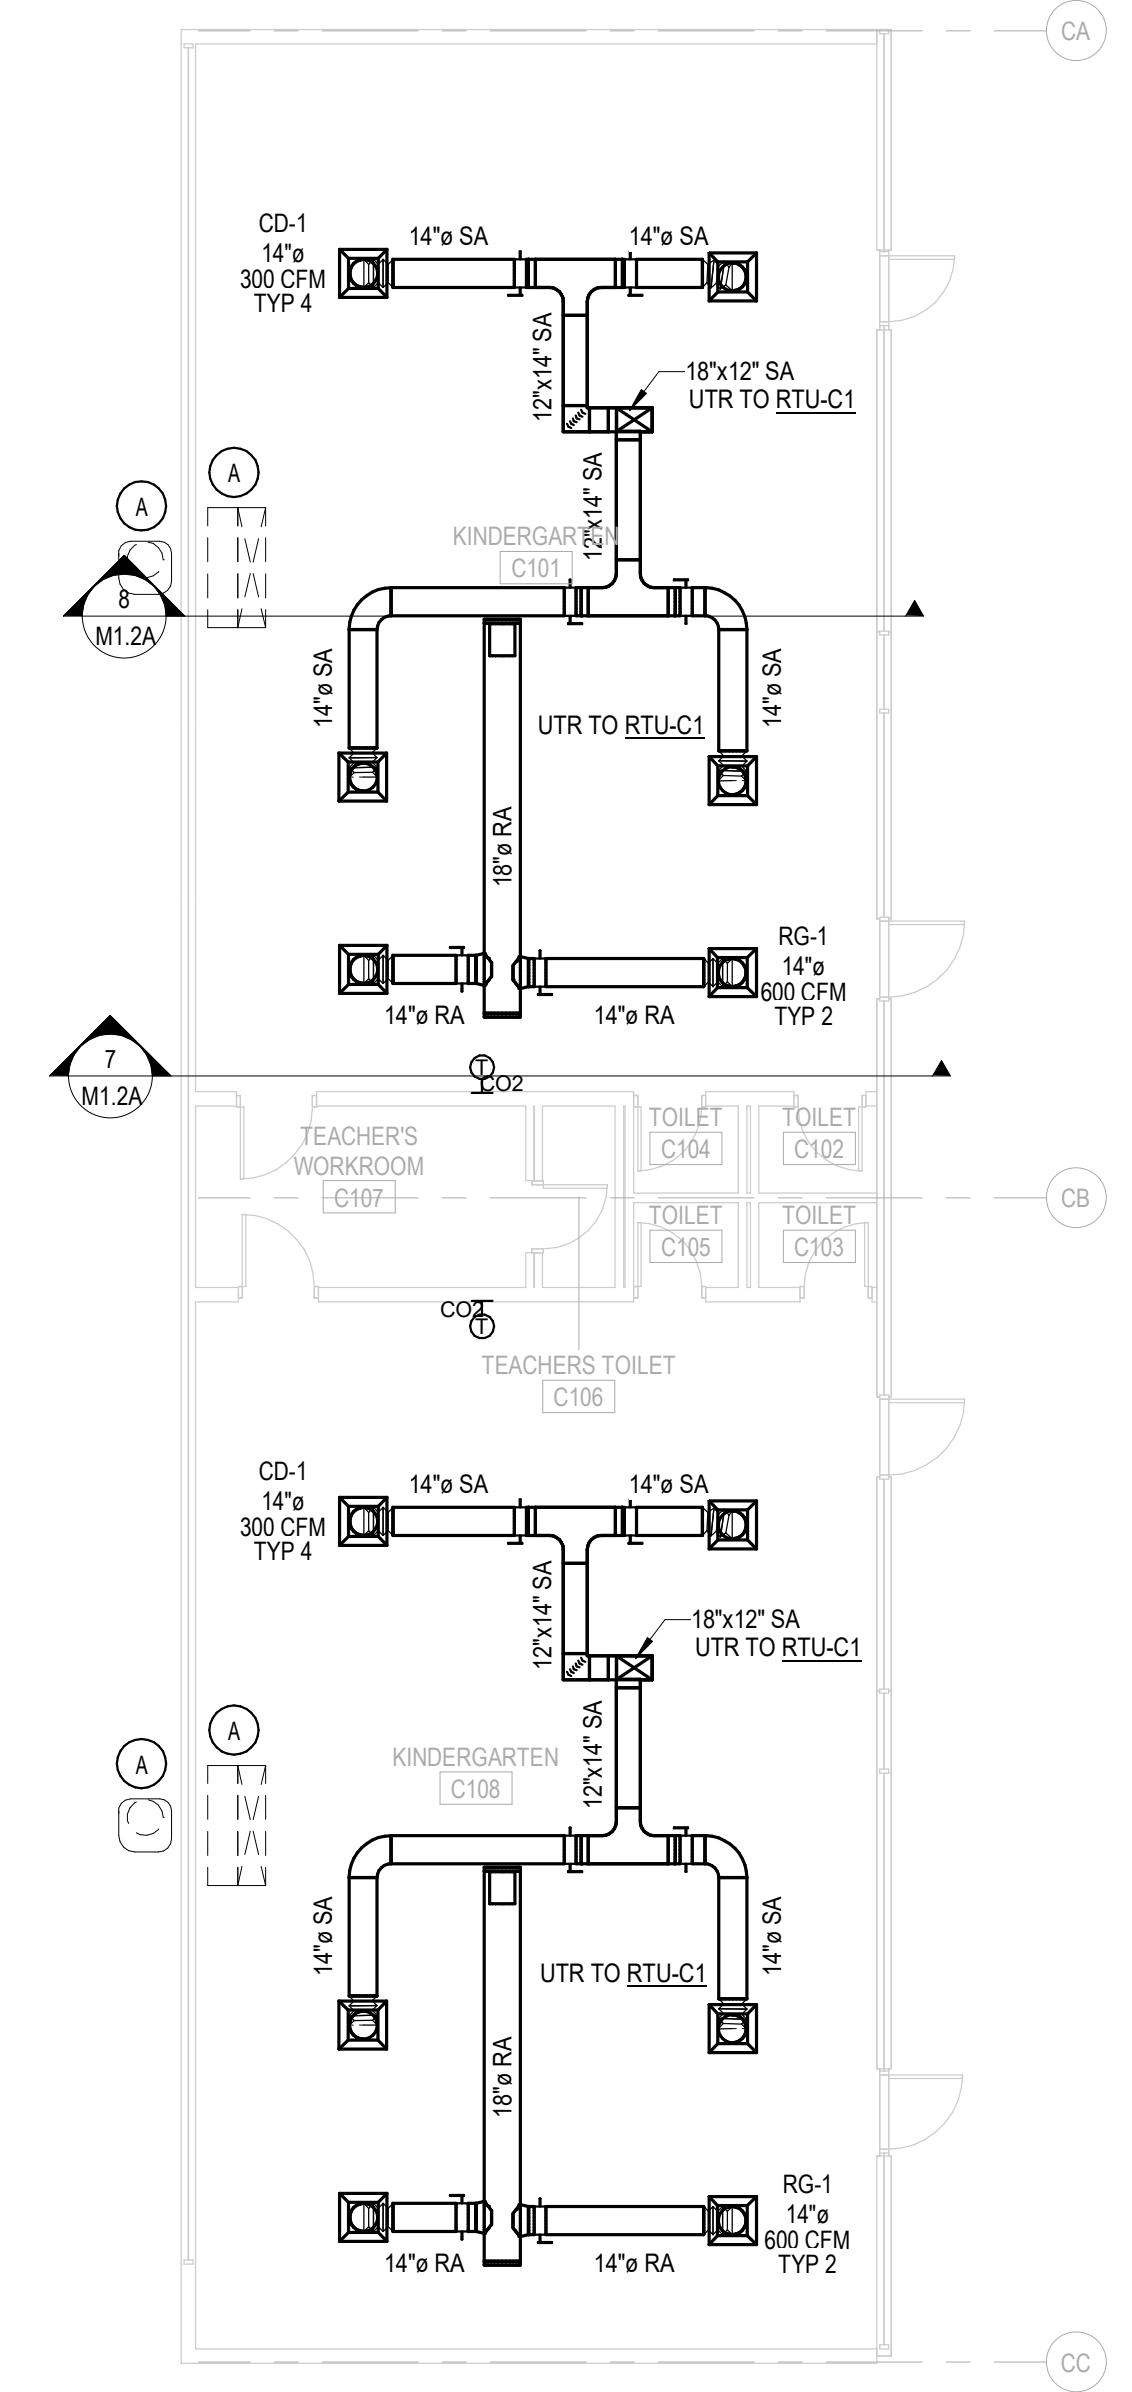 CA
CD-1
14"ø
300 CFM
TYP 4
14"ø SA
14"ø SA
12"x14" SA
18"x12" SA
UTR TO RTU-C1
A
A
12"x14" SA
KINDERGARTEN
C101
8
M1.2A
14"ø SA
14"ø SA
UTR TO RTU-C1
18"ø RA
RG-1
14"ø
600 CFM
TYP 2
14"ø RA
14"ø RA
7
M1.2A
T
CO2
TEACHER'S
WORKROOM
C107
TOILET
C104
TOILET
C102
CB
TOILET
C105
TOILET
C103
CO2
T
TEACHERS TOILET
C106
CD-1
14"ø
300 CFM
TYP 4
14"ø SA
14"ø SA
12"x14" SA
18"x12" SA
UTR TO RTU-C1
A
A
12"x14" SA
KINDERGARTEN
C108
14"ø SA
14"ø SA
UTR TO RTU-C1
18"ø RA
RG-1
14"ø
600 CFM
TYP 2
14"ø RA
14"ø RA
CC